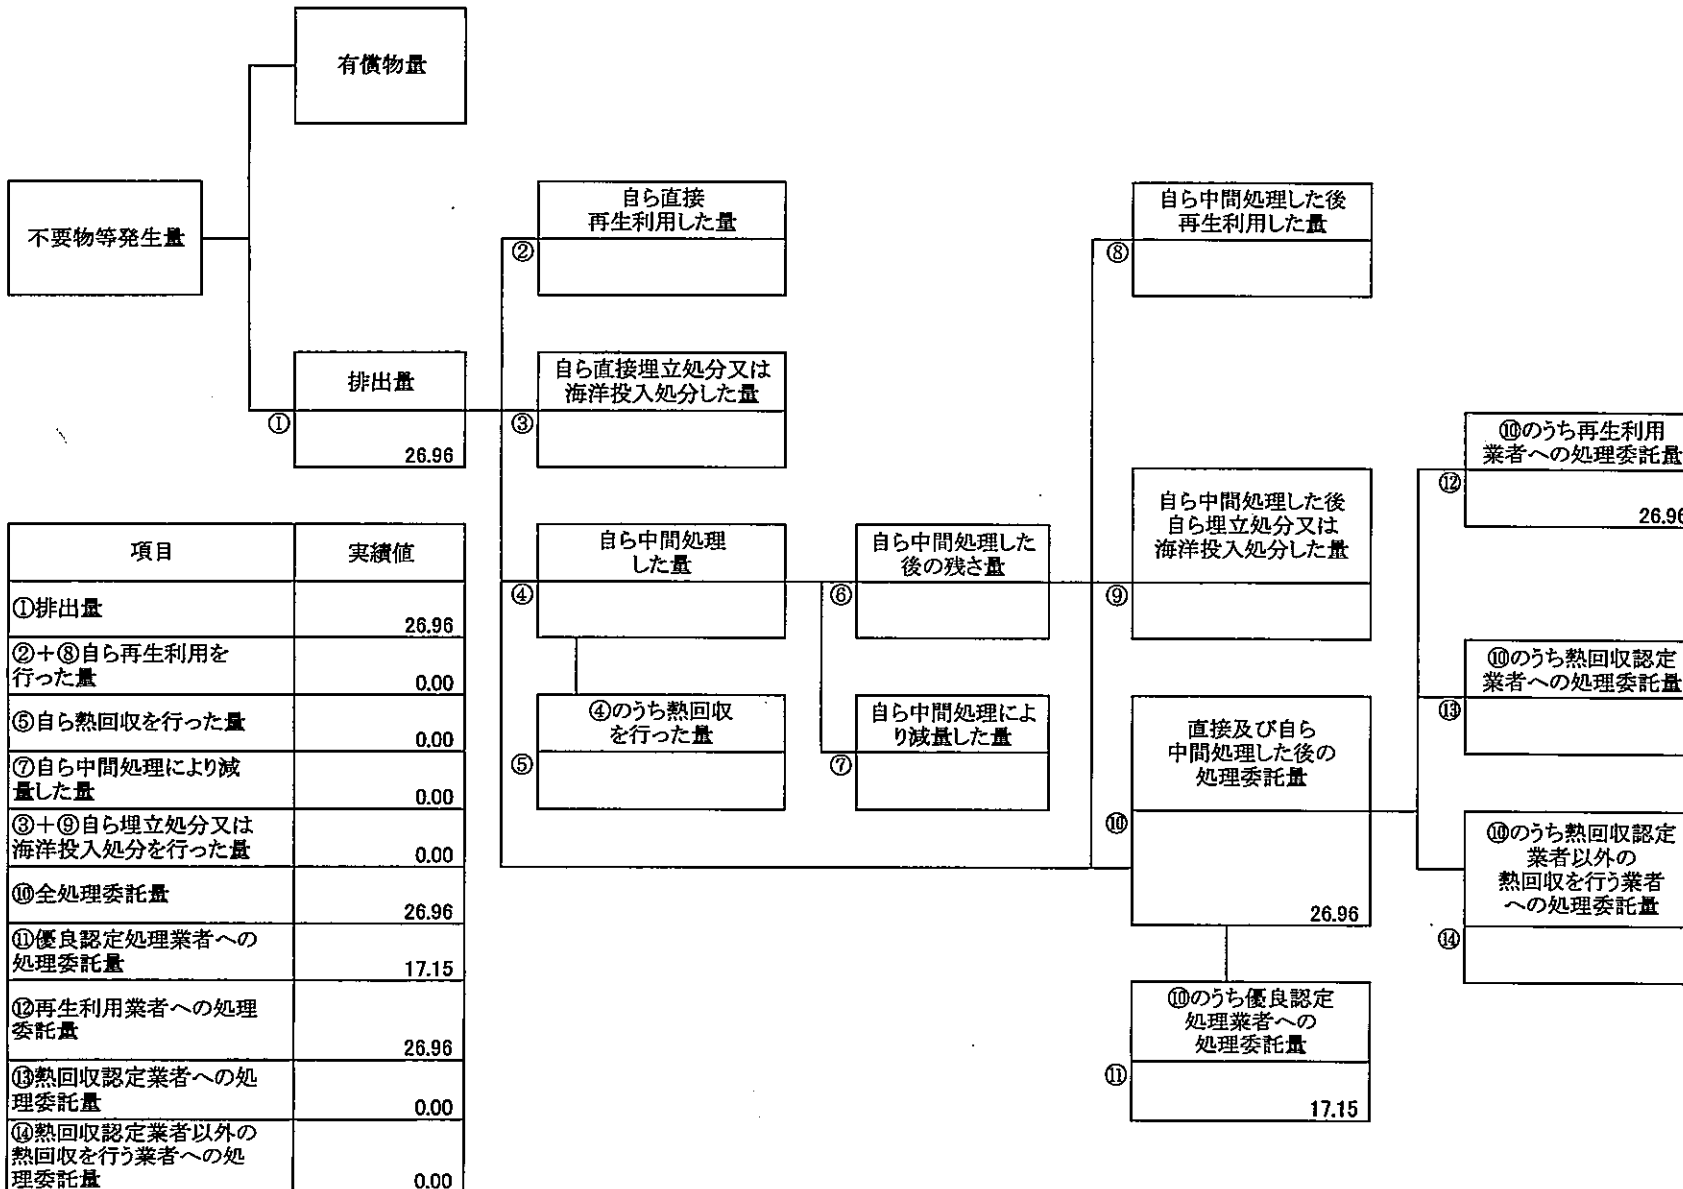 有償物量
不要物等発生量
自ら直接
再生利用した量
②
自ら中間処理した後
再生利用した量
⑧
排出量
①
26.96
自ら直接埋立処分又は
海洋投入処分した量
③
⑩のうち再生利用
業者への処理委託量
⑫
26.96
自ら中間処理
した量
④
自ら中間処理した
後の残さ量
⑥
自ら中間処理した後
自ら埋立処分又は
海洋投入処分した量
⑨
⑩のうち熱回収認定
業者への処理委託量
⑬
④のうち熱回収
を行った量
⑤
自ら中間処理によ
り減量した量
⑦
直接及び自ら
中間処理した後の
処理委託量
⑩
26.96
⑩のうち熱回収認定
業者以外の
熱回収を行う業者
への処理委託量
⑭
⑩のうち優良認定
処理業者への
処理委託量
⑪
17.15
項目 実績値
①排出量
26.96
②+⑧自ら再生利用を
行った量 0.00
⑤自ら熱回収を行った量
0.00
⑦自ら中間処理により減
量した量 0.00
③+⑨自ら埋立処分又は
海洋投入処分を行った量 0.00
⑩全処理委託量
26.96
⑪優良認定処理業者への
処理委託量 17.15
⑫再生利用業者への処理
委託量
26.96
⑬熱回収認定業者への処
理委託量 0.00
⑭熱回収認定業者以外の
熱回収を行う業者への処
理委託量 0.00